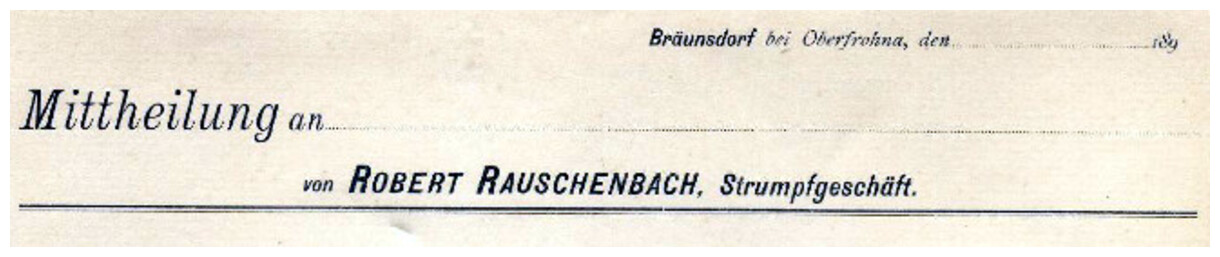 Bräunsdorf bei Oberfrohna, den 189
Mittheilung an
von ROBERT RAUSCHENBACH, Strumpfgeschäft.